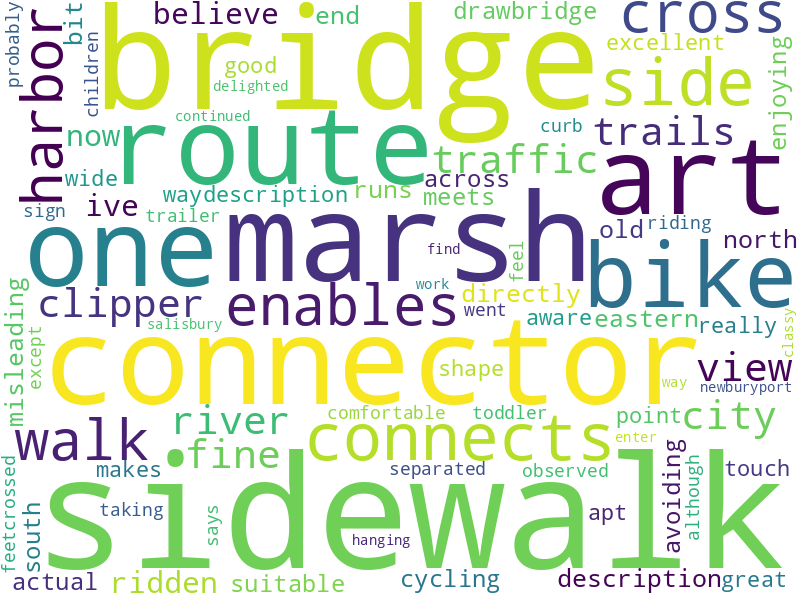 probably
bit
believe
end
drawbridge
cross
children
harbor
bridge
good
delighted
excellent
side
enjoying
continued
now
route
curb
trails
traffic
art
wide
waydescription
runs
across
meets
sign
ive
trailer
old
riding
one
marsh
find
feel
north
bike
work
clipper
enables
directly
went
aware
eastern
really
misleading
except
salisbury
connector
shape
view
classy
way
newburyport
walk
river
comfortable
toddler
point
city
fine
connects
enter
makes
separated
observed
avoiding
although
touch
feetcrossed
south
taking
says
sidewalk
apt
hanging
actual
ridden
suitable
cycling
description
great